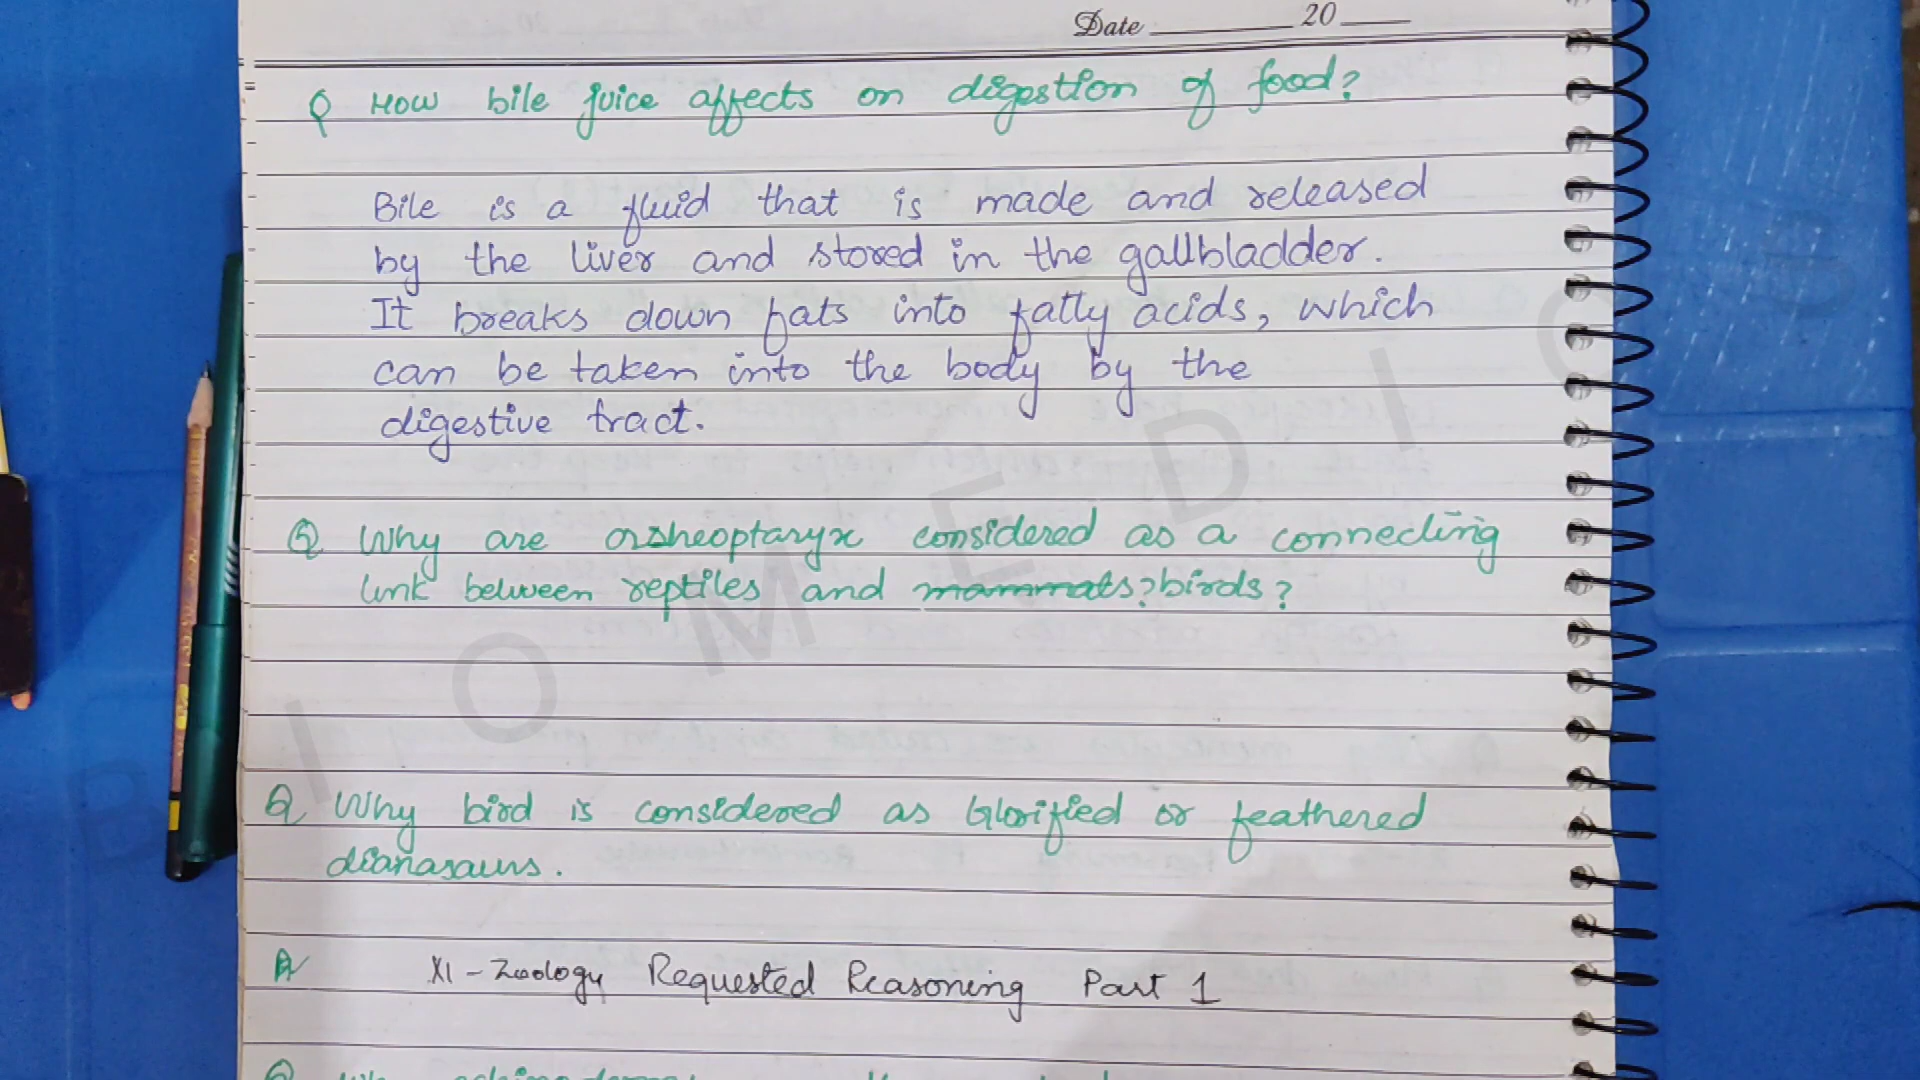 Date 20
Q How bile juice affects on digestion of food?
Bile is a fluid that is made and released
by the liver and stored in the gallbladder.
It breaks down fats into fatty acids, which
can be taken into the body by the
digestive tract.
Q Why are orsheoptaryx considered as a connecting
link between reptiles and mammals? birds?
Q Why bird is considered as Glorified or feathered
dianasaurs.
A XI - Zoology Requested Reasoning Part 1
BIOMEDICOB